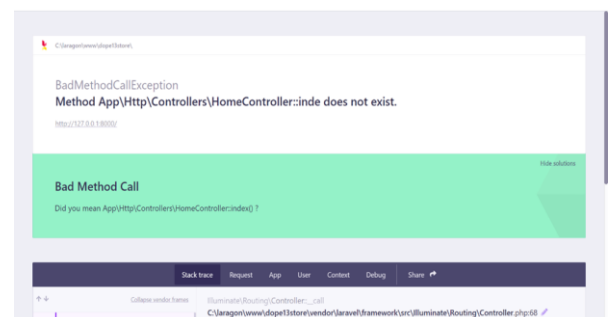 C:\laragon\www\dope13store\
BadMethodCallException
Method App\Http\Controllers\HomeController::inde does not exist.
http://127.0.0.1:8000/
Hide solutions
Bad Method Call
Did you mean App\Http\Controllers\HomeController::index() ?
Stack trace Request App User Context Debug Share
Collapse vendor frames
Illuminate\Routing\Controller::__call
C:\laragon\www\dope13store\vendor\laravel\framework\src\Illuminate\Routing\Controller.php:68